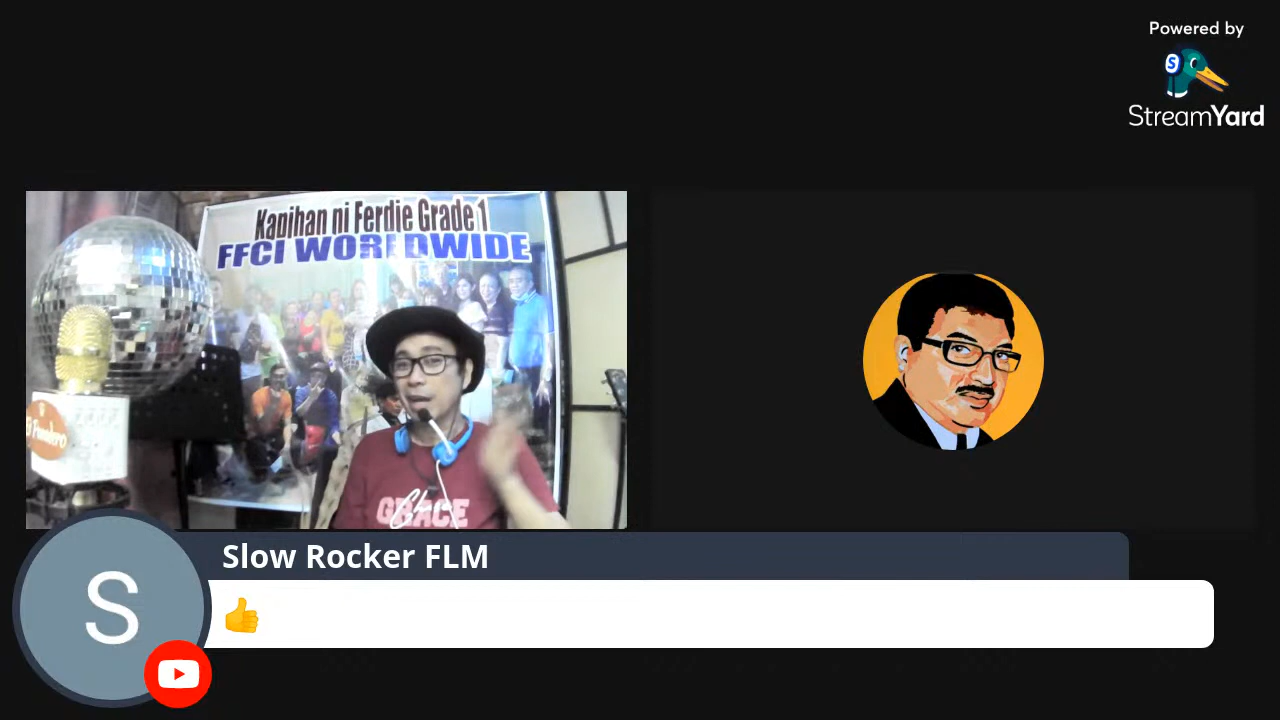 Powered by
S
StreamYard
Kapihan ni Ferdie Grade 1
FFCI WORLDWIDE
GRACE
Slow Rocker FLM
S
👍